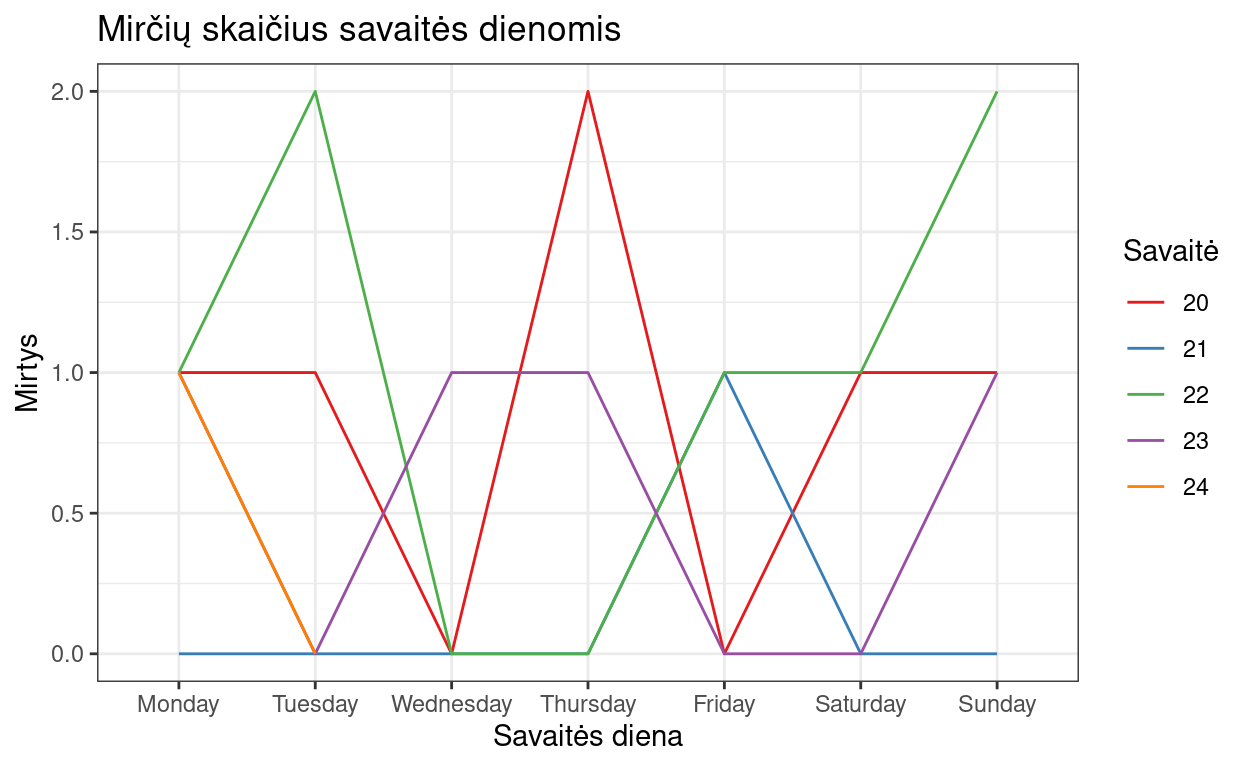 Mirčių skaičius savaitės dienomis
2.0
1.5
1.0
0.5
0.0
Mirtys
Monday Tuesday Wednesday Thursday Friday Saturday Sunday
Savaitės diena
Savaitė
20
21
22
23
24